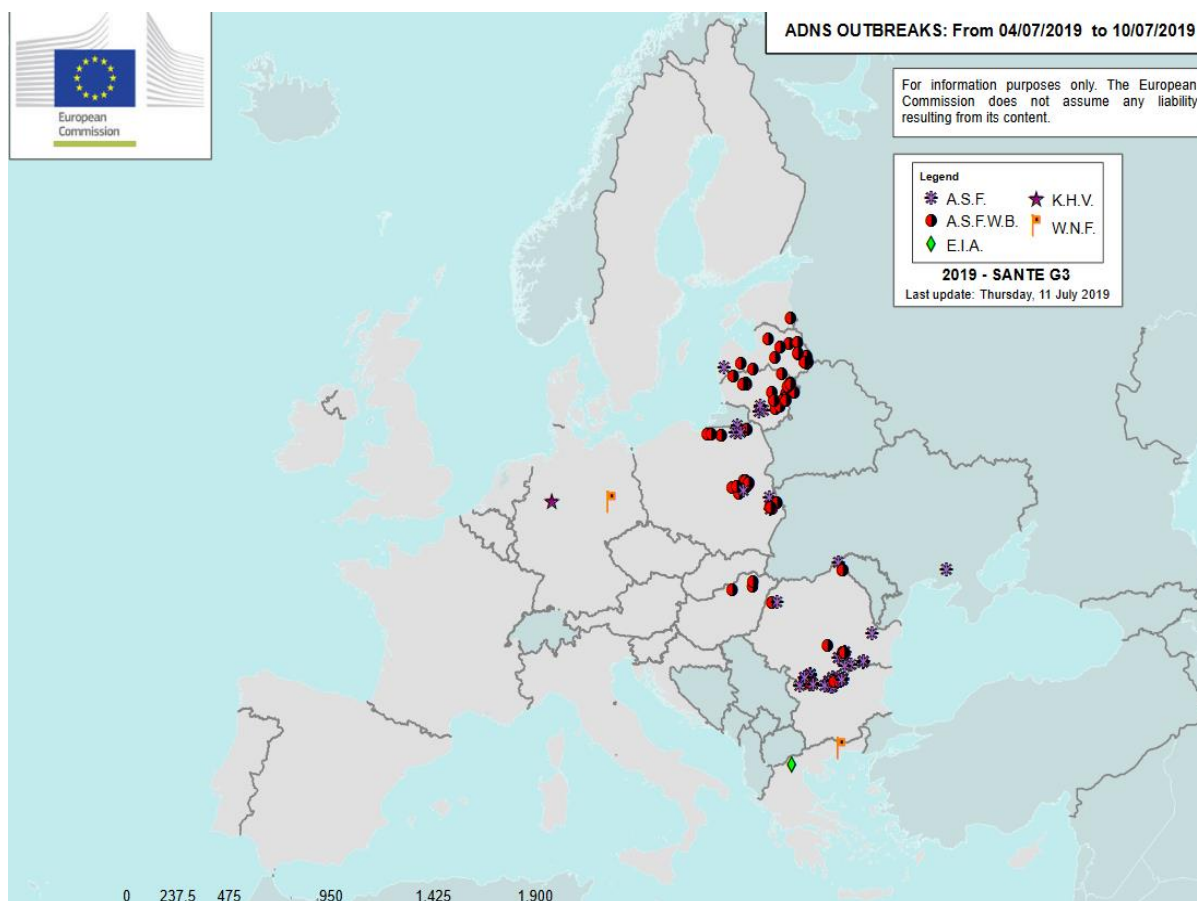 European
Commission
ADNS OUTBREAKS: From 04/07/2019 to 10/07/2019
For information purposes only. The European
Commission does not assume any liability
resulting from its content.
Legend
A.S.F.
K.H.V.
A.S.F.W.B.
W.N.F.
E.I.A.
2019 - SANTE G3
Last update: Thursday, 11 July 2019
0 237.5 475 .950 1.425 1.900